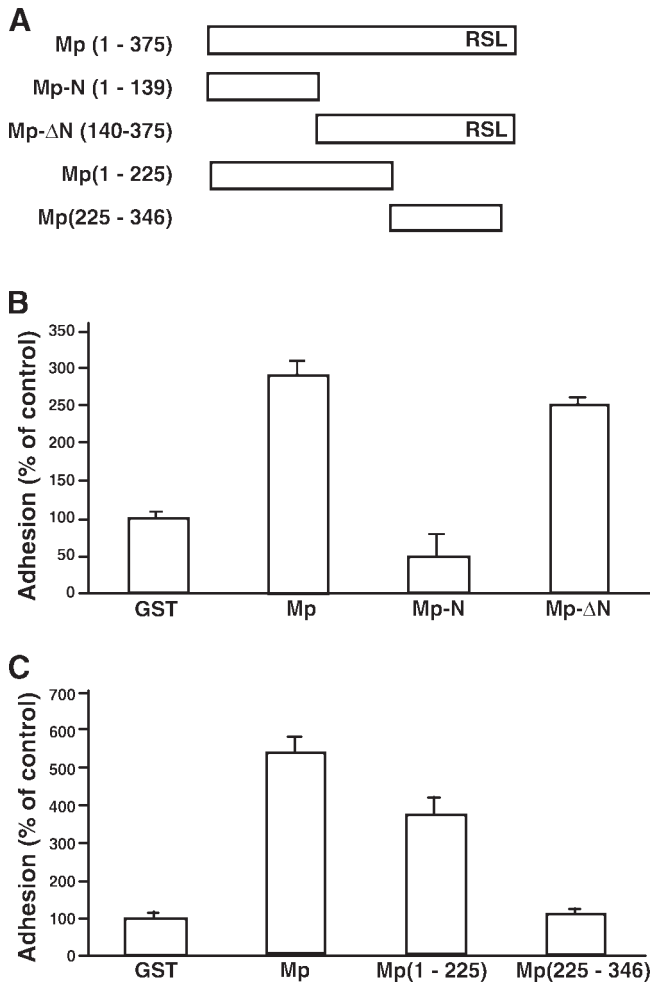 A
Mp (1 - 375)
RSL
Mp-N (1 - 139)
Mp-ΔN (140-375)
RSL
Mp(1 - 225)
Mp(225 - 346)
B
Adhesion (% of control)
350
300
250
200
150
100
50
0
GST Mp Mp-N Mp-ΔN
C
Adhesion (% of control)
700
600
500
400
300
200
100
0
GST Mp Mp(1 - 225) Mp(225 - 346)